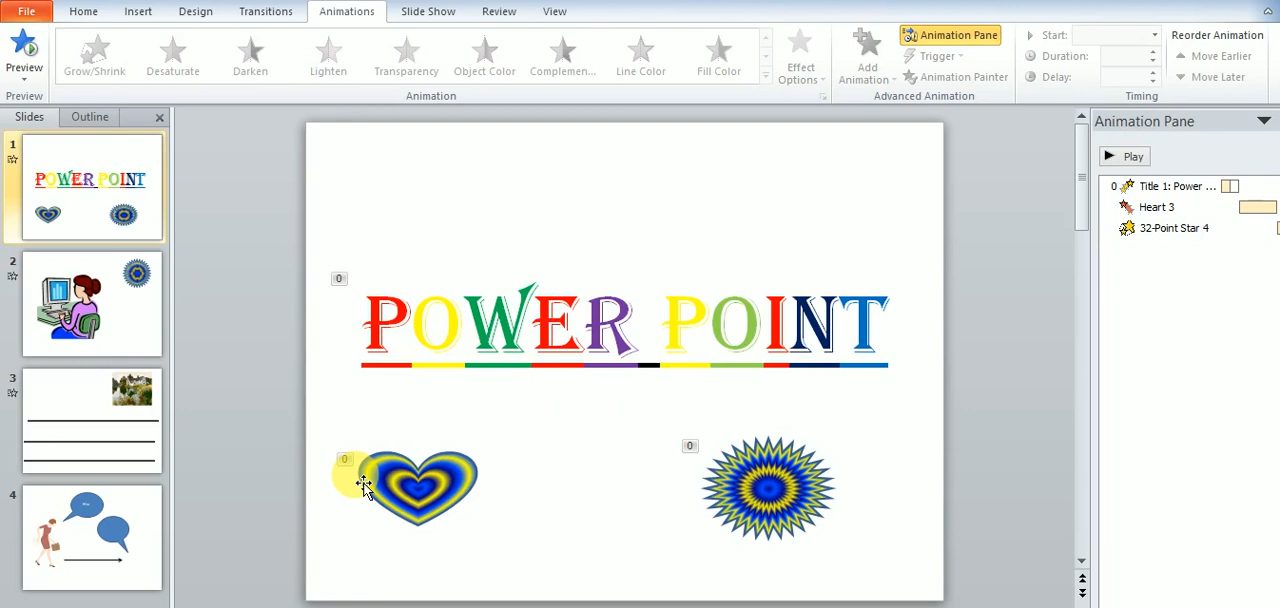 File Home Insert Design Transitions Animations Slide Show Review View
Preview
Grow/Shrink Desaturate Darken Lighten Transparency Object Color Complemen... Line Color Fill Color
Effect Options
Add Animation
Animation Pane
Trigger
Animation Painter
Start:
Duration:
Delay:
Reorder Animation
Move Earlier
Move Later
Preview Animation Advanced Animation Timing
Slides Outline
1
POWER POINT
2
3
4
0
POWER POINT
0
0
Animation Pane
Play
0 Title 1: Power ...
Heart 3
32-Point Star 4